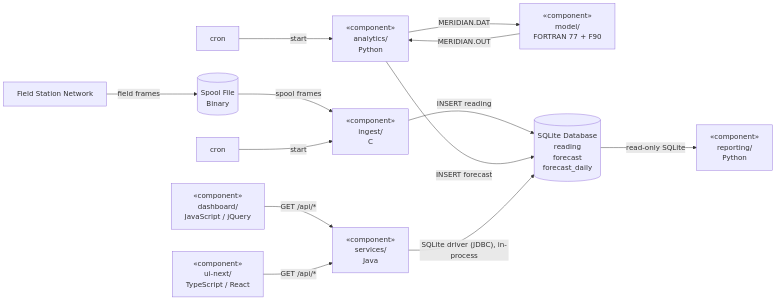 «component»
model/
FORTRAN 77 + F90
MERIDIAN.DAT
MERIDIAN.OUT
cron
start
«component»
analytics/
Python
Field Station Network
field frames
Spool File
Binary
spool frames
«component»
ingest/
C
INSERT reading
cron
start
SQLite Database
reading
forecast
forecast_daily
read-only SQLite
«component»
reporting/
Python
INSERT forecast
«component»
dashboard/
JavaScript / jQuery
GET /api/*
«component»
services/
Java
SQLite driver (JDBC), in-
process
«component»
ui-next/
TypeScript / React
GET /api/*